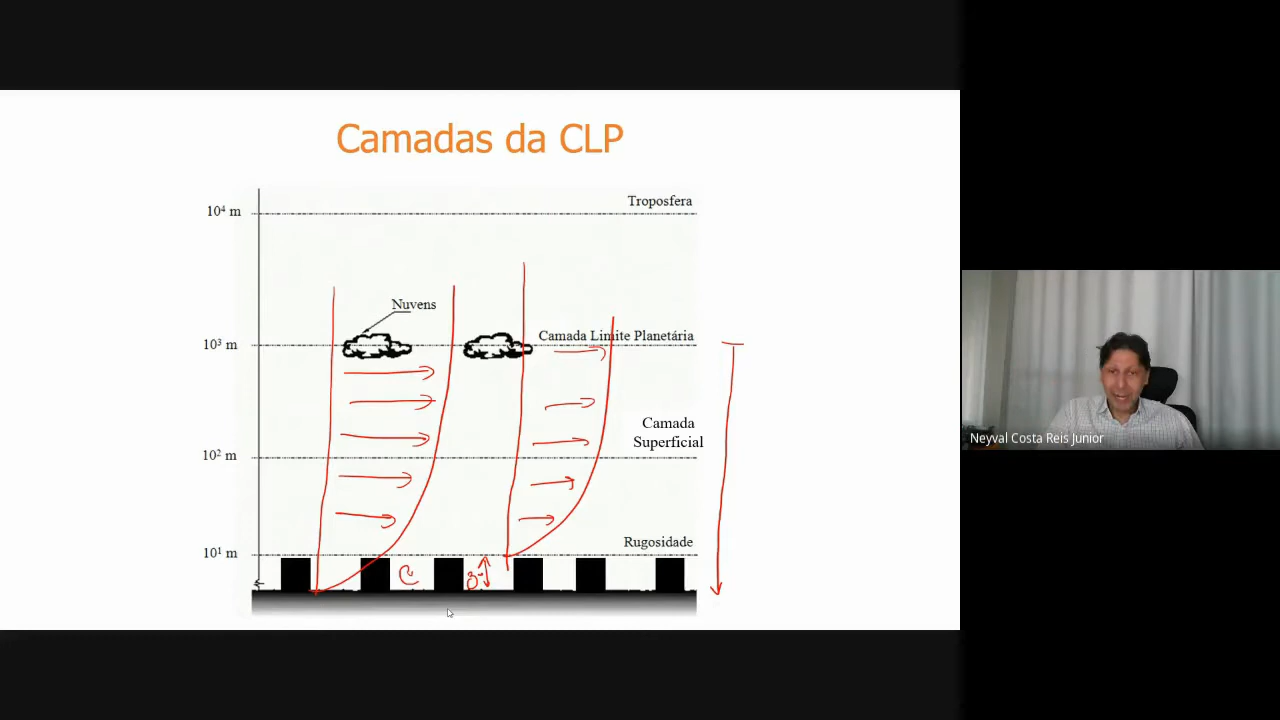 Camadas da CLP
Troposfera
10⁴ m
Nuvens
Camada Limite Planetária
10³ m
Camada
Superficial
10² m
Rugosidade
10¹ m
Neyval Costa Reis Junior